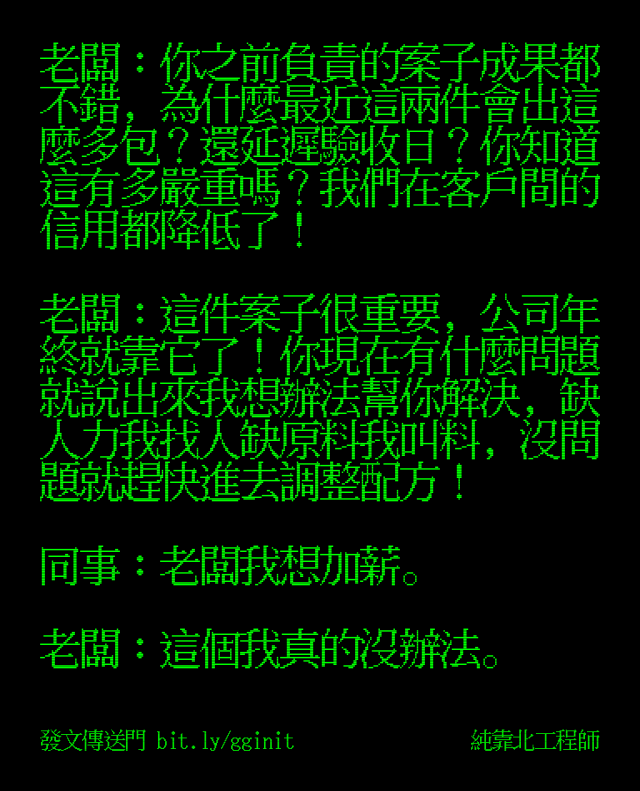 老闆：你之前負責的案子成果都
不錯，為什麼最近這兩件會出這
麼多包？還延遲驗收日？你知道
這有多嚴重嗎？我們在客戶間的
信用都降低了！
老闆：這件案子很重要，公司年
終就靠它了！你現在有什麼問題
就說出來我想辦法幫你解決，缺
人力我找人缺原料我叫料，沒問
題就趕快進去調整配方！
同事：老闆我想加薪。
老闆：這個我真的沒辦法。
發文傳送門 bit.ly/gginit
純靠北工程師